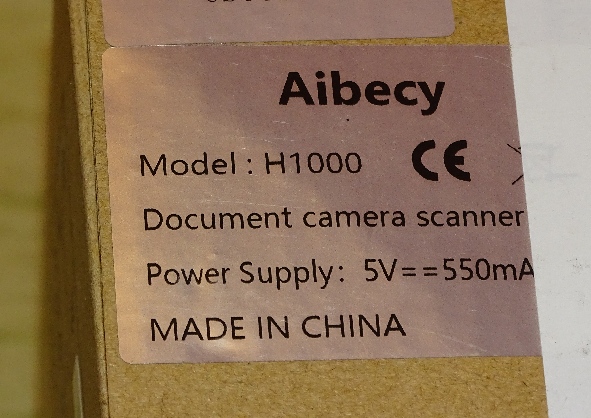 Aibecy
Model : H1000 CE
Document camera scanner
Power Supply: 5V==550mA
MADE IN CHINA